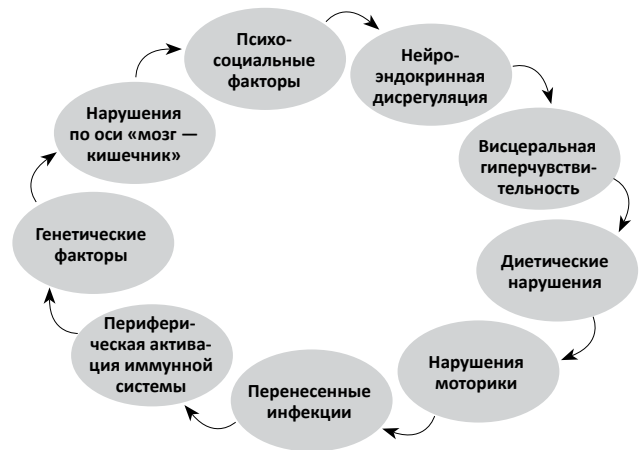 Психо-
социальные
факторы
Нейро-
эндокринная
дисрегуляция
Висцеральная
гиперчувстви-
тельность
Диетические
нарушения
Нарушения
моторики
Перенесенные
инфекции
Перифери-
ческая актива-
ция иммунной
системы
Генетические
факторы
Нарушения
по оси «мозг —
кишечник»